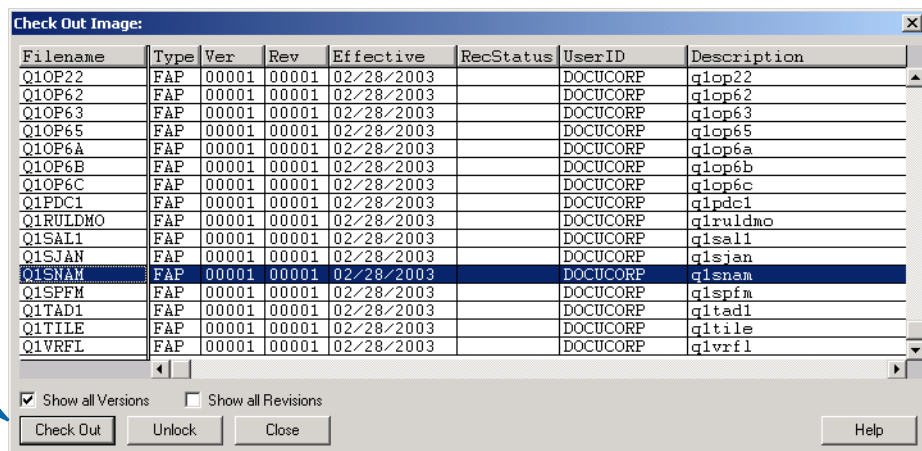 Check Out Image:
Filename Type Ver Rev Effective RecStatus UserID Description
Q1OP22 FAP 00001 00001 02/28/2003 DOCUCORP q1op22
Q1OP62 FAP 00001 00001 02/28/2003 DOCUCORP q1op62
Q1OP63 FAP 00001 00001 02/28/2003 DOCUCORP q1op63
Q1OP65 FAP 00001 00001 02/28/2003 DOCUCORP q1op65
Q1OP6A FAP 00001 00001 02/28/2003 DOCUCORP q1op6a
Q1OP6B FAP 00001 00001 02/28/2003 DOCUCORP q1op6b
Q1OP6C FAP 00001 00001 02/28/2003 DOCUCORP q1op6c
Q1PDC1 FAP 00001 00001 02/28/2003 DOCUCORP q1pdc1
Q1RULDMO FAP 00001 00001 02/28/2003 DOCUCORP q1ruldmo
Q1SAL1 FAP 00001 00001 02/28/2003 DOCUCORP q1sal1
Q1SJAN FAP 00001 00001 02/28/2003 DOCUCORP q1sjan
Q1SNAM FAP 00001 00001 02/28/2003 DOCUCORP q1snam
Q1SPFM FAP 00001 00001 02/28/2003 DOCUCORP q1spfm
Q1TAD1 FAP 00001 00001 02/28/2003 DOCUCORP q1tad1
Q1TILE FAP 00001 00001 02/28/2003 DOCUCORP q1tile
Q1VRFL FAP 00001 00001 02/28/2003 DOCUCORP q1vrfl
Show all Versions Show all Revisions
Check Out Unlock Close Help